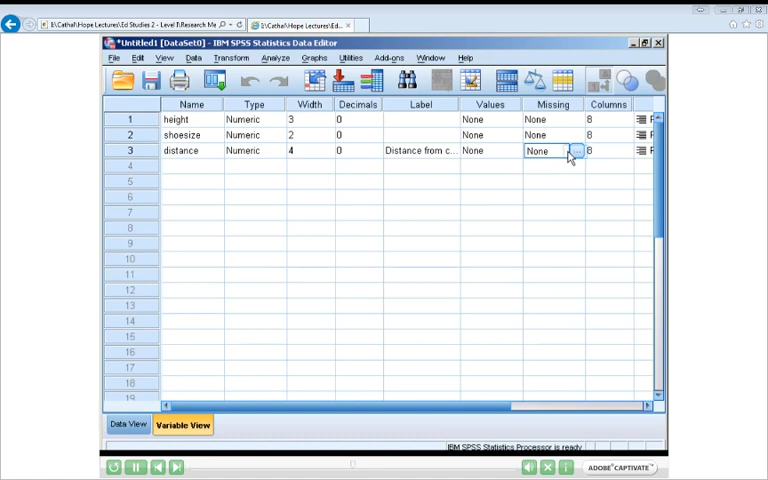 E:\Cathal\Hope Lectures\Ed Studies 2 - Level I\Research Me
E:\Cathal\Hope Lectures\Ed...
*Untitled1 [DataSet0] - IBM SPSS Statistics Data Editor
File Edit View Data Transform Analyze Graphs Utilities Add-ons Window Help
Name Type Width Decimals Label Values Missing Columns
1 height Numeric 3 0 None None 8
2 shoesize Numeric 2 0 None None 8
3 distance Numeric 4 0 Distance from c... None None ... 8
4
5
6
7
8
9
10
11
12
13
14
15
16
17
18
19
Data View Variable View
IBM SPSS Statistics Processor is ready
ADOBE® CAPTIVATE™